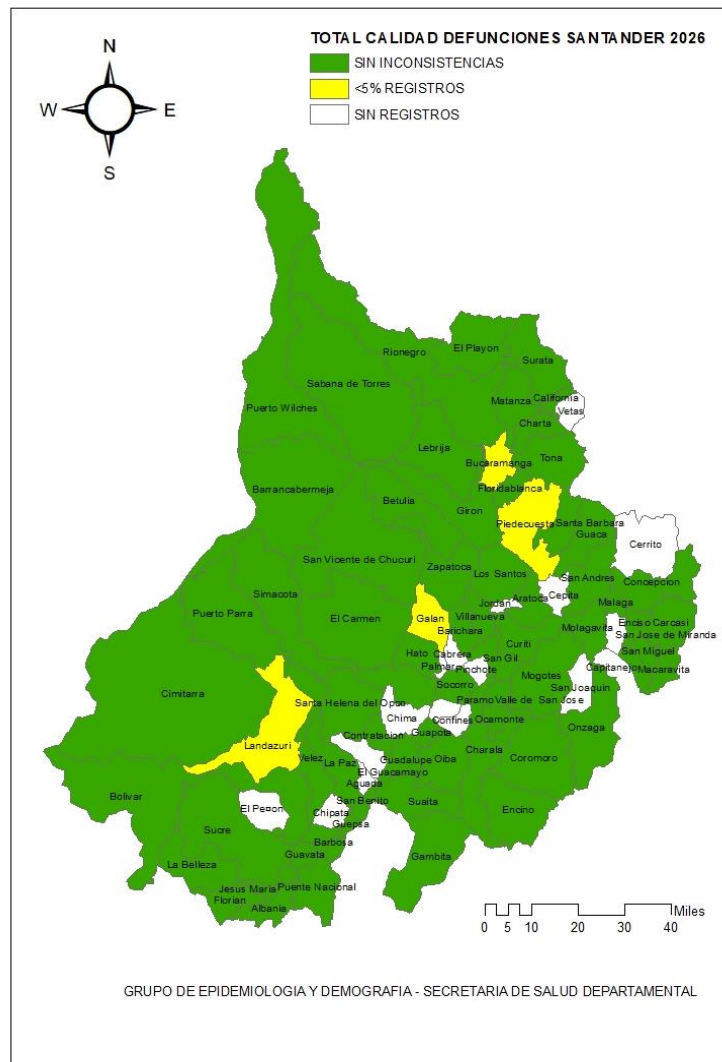 TOTAL CALIDAD DEFUNCIONES SANTANDER 2026
SIN INCONSISTENCIAS
<5% REGISTROS
SIN REGISTROS
N
W
E
S
Rionegro
El Playon
Surata
Sabana de Torres
Puerto Wilches
Matanza
California
Vetas
Charta
Lebrija
Bucaramanga
Tona
Barrancabermeja
Floridablanca
Betulia
Giron
Piedecuesta
Santa Barbara
Guaca
Cerrito
San Vicente de Chucuri
Zapatoca
Los Santos
San Andres
Concepcion
Simacota
Jordan
Aratoca
Cepita
Malaga
Puerto Parra
El Carmen
Galan
Villanueva
Barichara
Molagavita
Enciso
Carcasi
San Jose de Miranda
Curiti
Hato
Cabrera
San Gil
San Miguel
Palmar
Pinchote
Mogotes
Capitanejo
Macaravita
Cimitarra
Socorro
San Joaquin
Santa Helena del Opon
Paramo
Valle de San Jose
Chima
Confines
Ocamonte
Onzaga
Guapota
Contratacion
Landazuri
Velez
La Paz
Guadalupe
Oiba
Charala
Coromoro
El Guacamayo
Aguada
Bolivar
San Benito
Suaita
Encino
El Pe¤on
Chipata
Guepsa
Sucre
Barbosa
Guavata
Gambita
La Belleza
Jesus Maria
Puente Nacional
Florian
Albania
Miles
0 5 10 20 30 40
GRUPO DE EPIDEMIOLOGIA Y DEMOGRAFIA - SECRETARIA DE SALUD DEPARTAMENTAL